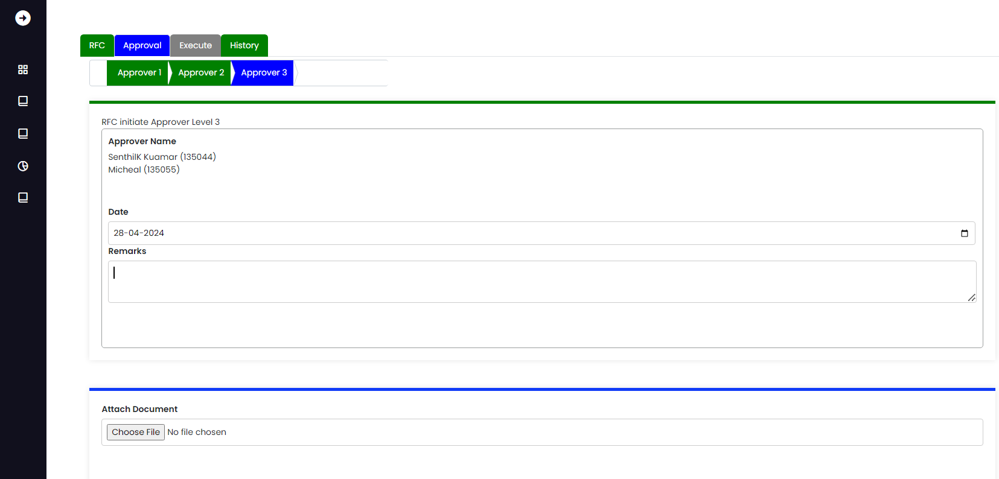 RFC Approval Execute History
Approver 1 Approver 2 Approver 3
RFC initiate Approver Level 3
Approver Name
SenthilK Kuamar (135044)
Micheal (135055)
Date
28-04-2024
Remarks
Attach Document
Choose File No file chosen